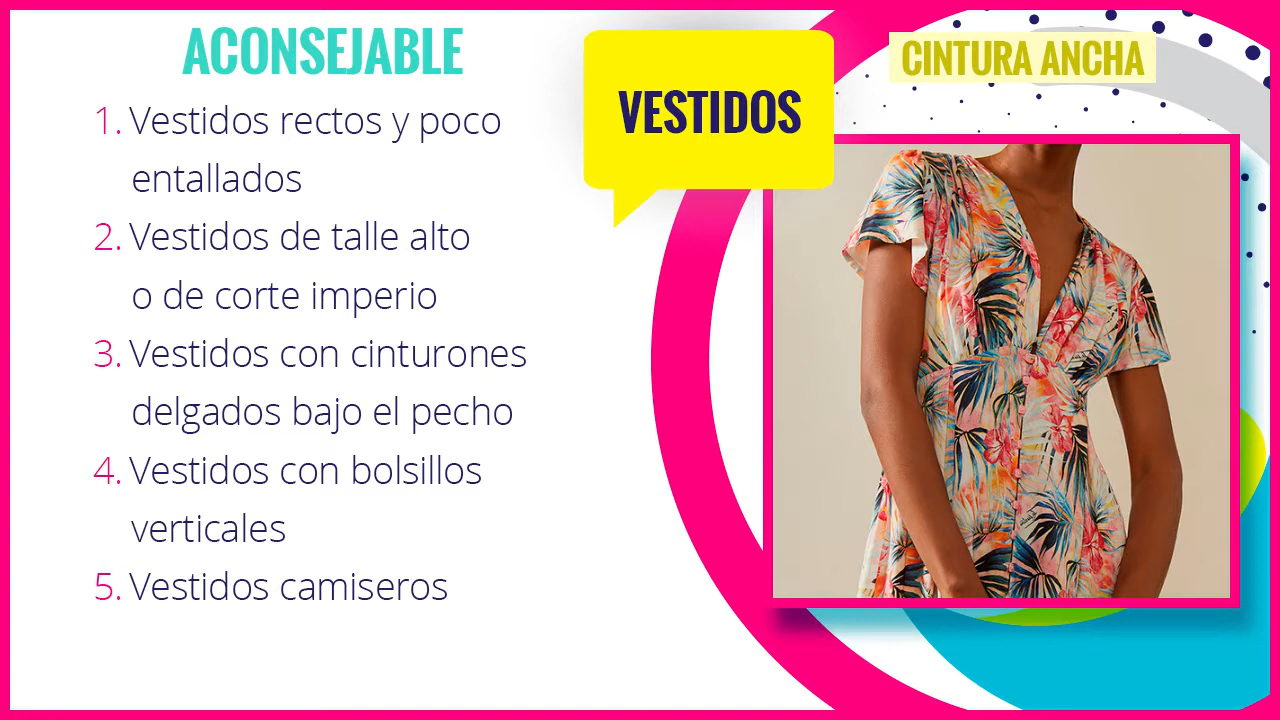 ACONSEJABLE
1. Vestidos rectos y poco
entallados
2. Vestidos de talle alto
o de corte imperio
3. Vestidos con cinturones
delgados bajo el pecho
4. Vestidos con bolsillos
verticales
5. Vestidos camiseros
VESTIDOS
CINTURA ANCHA